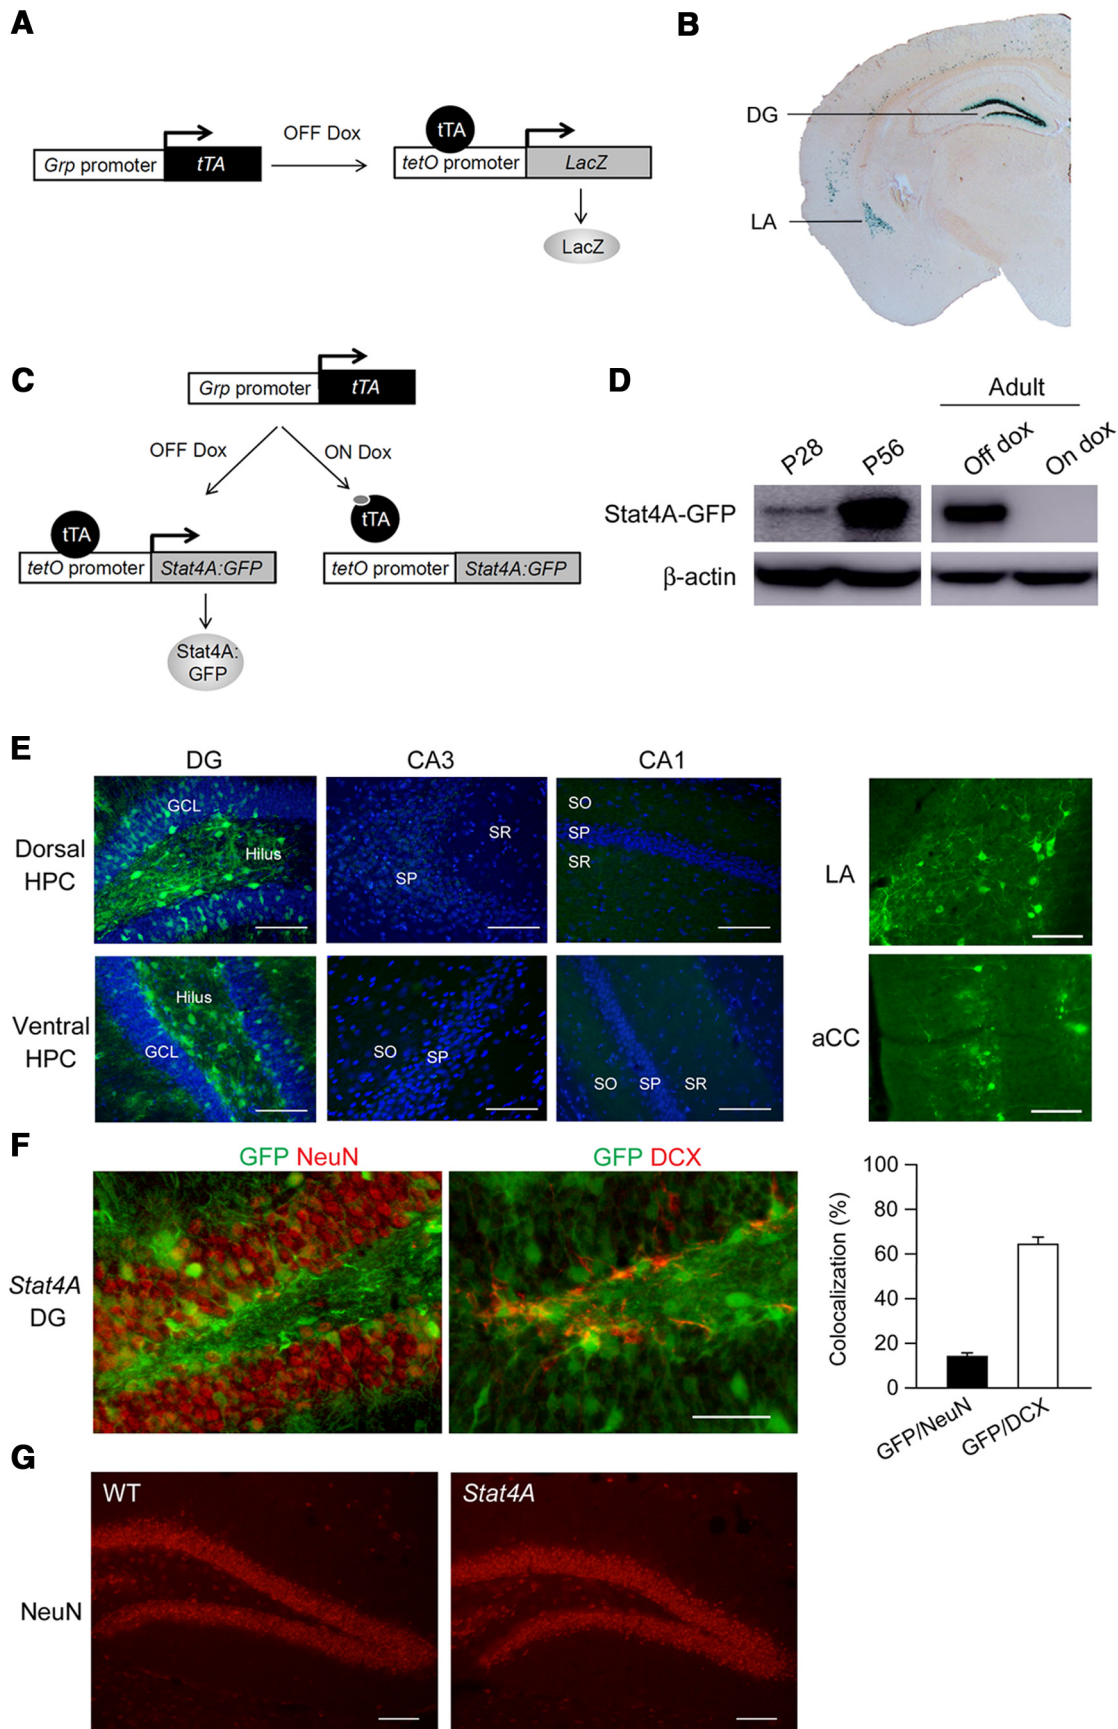 A
Grp promoter
tTA
OFF Dox
tTA
tetO promoter
LacZ
LacZ
B
DG
LA
C
Grp promoter
tTA
OFF Dox
ON Dox
tTA
tTA
tetO promoter
Stat4A:GFP
tetO promoter
Stat4A:GFP
Stat4A:
GFP
D
Adult
P28
P56
Off dox
On dox
Stat4A-GFP
β-actin
E
DG
CA3
CA1
Dorsal
HPC
GCL
Hilus
SR
SP
SO
SP
SR
LA
Ventral
HPC
Hilus
GCL
SO
SP
SO
SP
SR
aCC
F
GFP NeuN
GFP DCX
Stat4A
DG
Colocalization (%)
100
80
60
40
20
0
GFP/NeuN
GFP/DCX
G
WT
Stat4A
NeuN